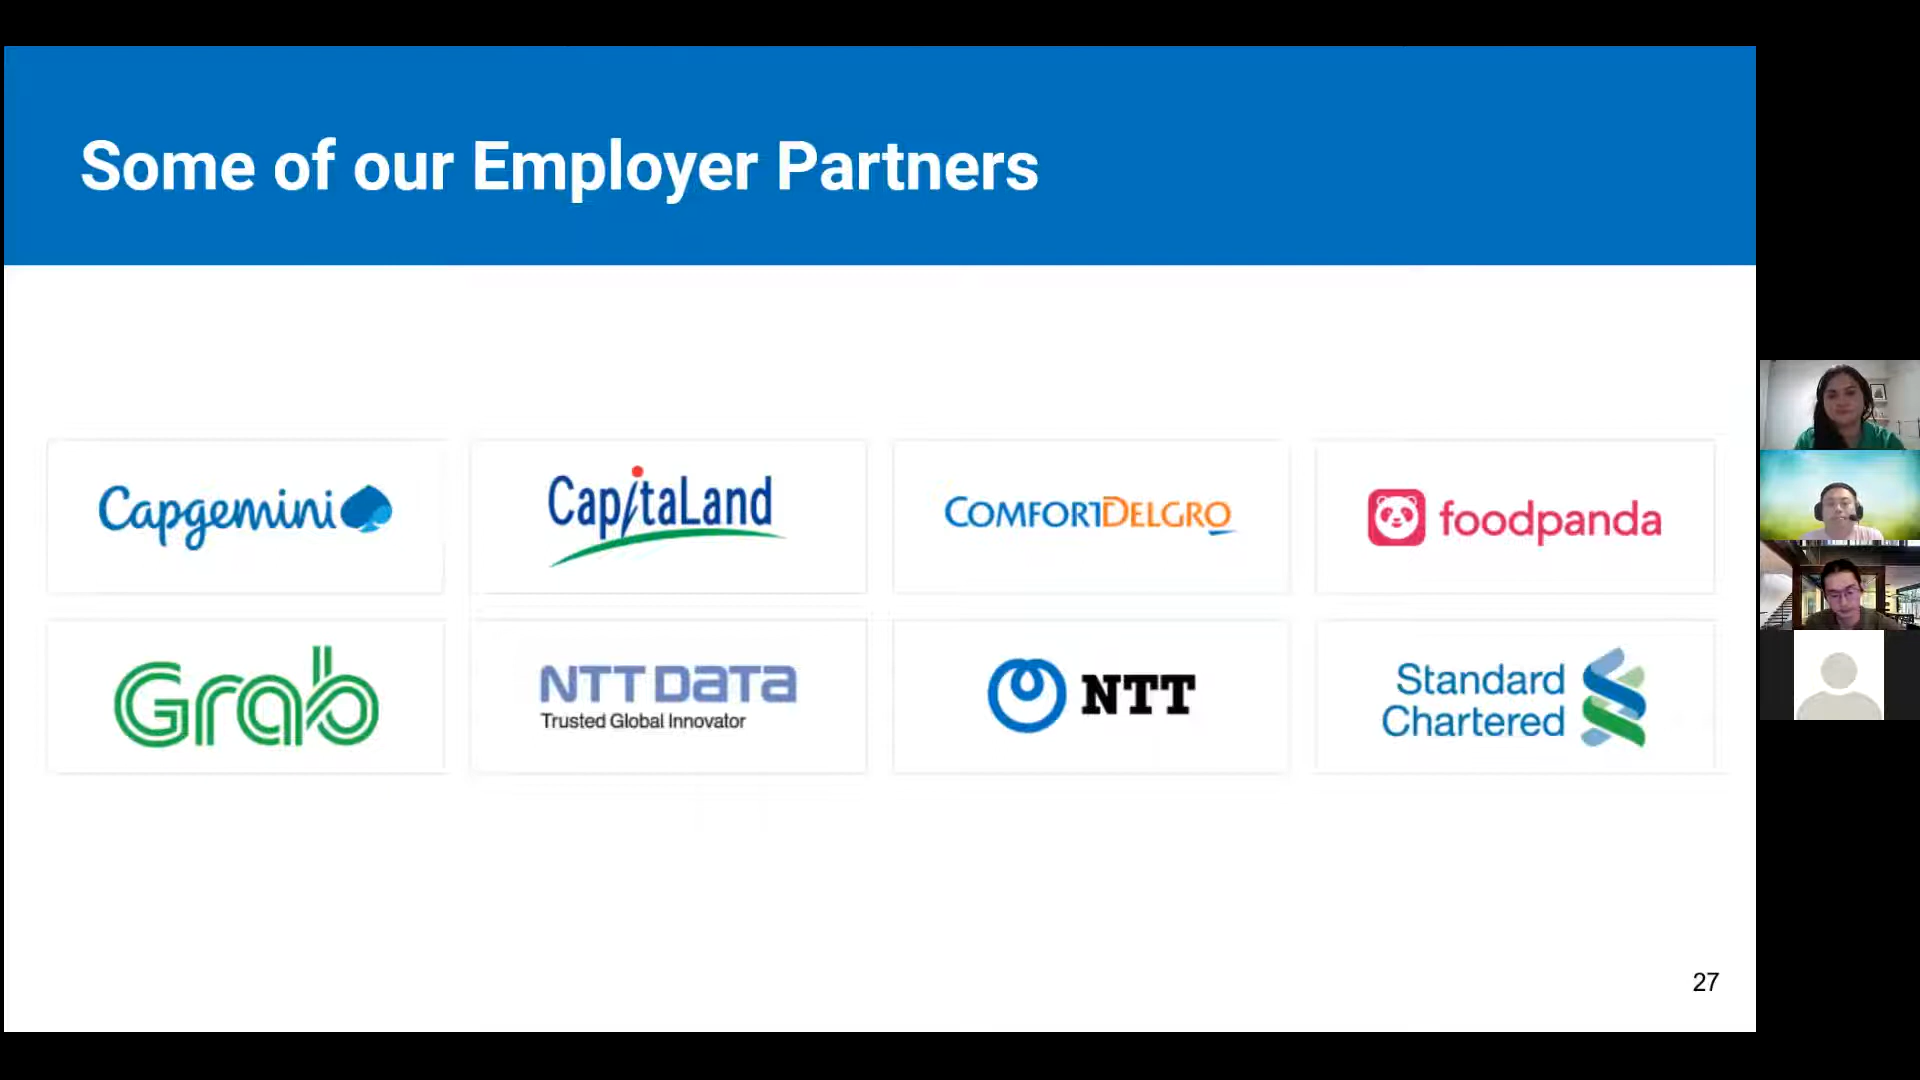 Some of our Employer Partners
Capgemini
CapitaLand
COMFORTDELGRO
foodpanda
Grab
NTT DATA
Trusted Global Innovator
NTT
Standard
Chartered
27